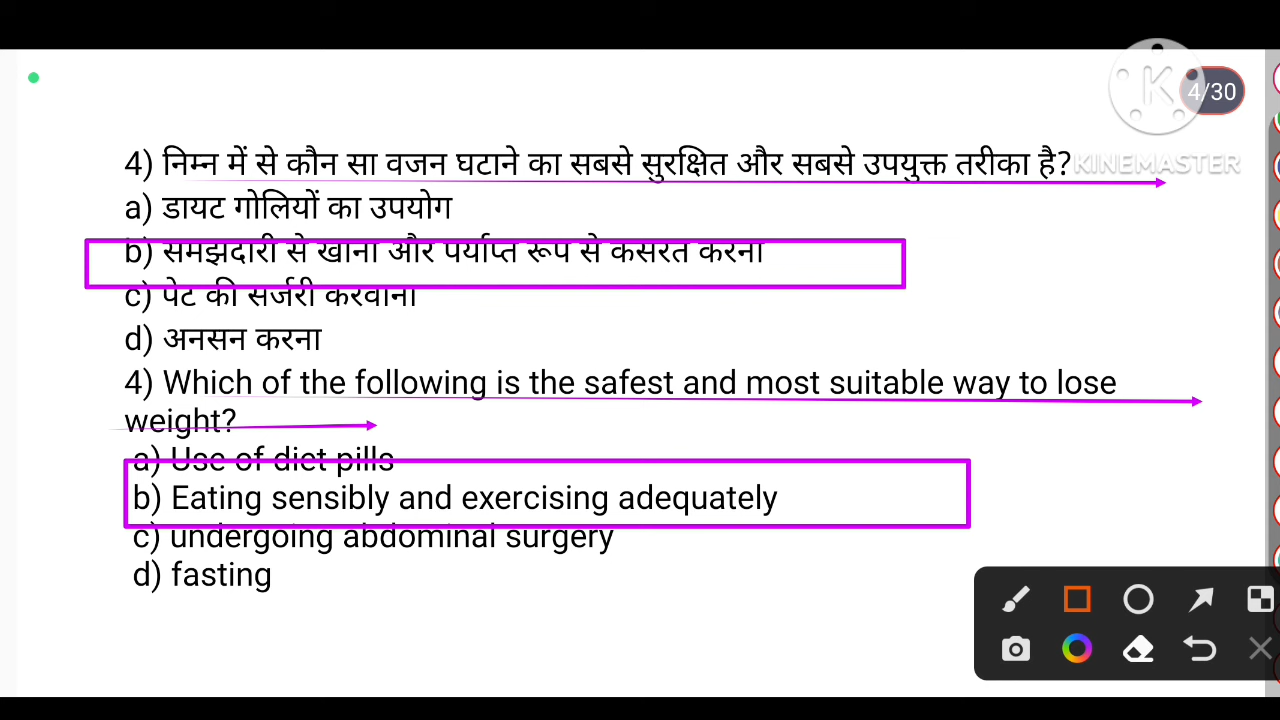 4/30
KINEMASTER
4) निम्न में से कौन सा वजन घटाने का सबसे सुरक्षित और सबसे उपयुक्त तरीका है?
a) डायट गोलियों का उपयोग
b) समझदारी से खाना और पर्याप्त रूप से कसरत करना
c) पेट की सर्जरी करवाना
d) अनसन करना
4) Which of the following is the safest and most suitable way to lose
weight?
a) Use of diet pills
b) Eating sensibly and exercising adequately
c) undergoing abdominal surgery
d) fasting